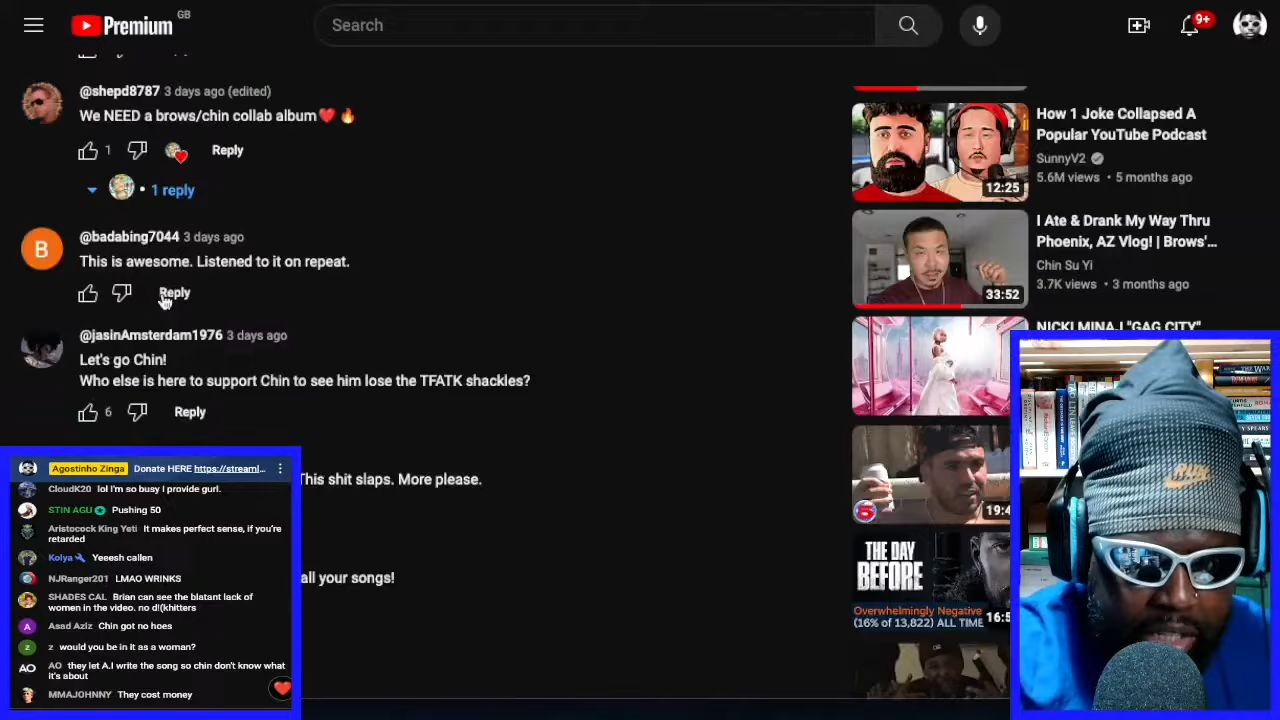 Premium GB
Search
9+
@shepd8787 3 days ago (edited)
We NEED a brows/chin collab album❤️ 🔥
1 Reply
1 reply
@badabing7044 3 days ago
B
This is awesome. Listened to it on repeat.
Reply
@jasinAmsterdam1976 3 days ago
Let's go Chin!
Who else is here to support Chin to see him lose the TFATK shackles?
6 Reply
This shit slaps. More please.
all your songs!
How 1 Joke Collapsed A
Popular YouTube Podcast
SunnyV2
5.6M views • 5 months ago
12:25
I Ate & Drank My Way Thru
Phoenix, AZ Vlog! | Brows'...
Chin Su Yi
3.7K views • 3 months ago
33:52
NICKI MINAJ "GAG CITY"
19:4
THE DAY
BEFORE
Overwhelmingly Negative
(16% of 13,822) ALL TIME
16:5
Agostinho Zinga Donate HERE https://streaml...
CloudK20 lol I'm so busy I provide gurl.
STIN AGU Pushing 50
Aristocock King Yeti It makes perfect sense, if you're
retarded
Kolya Yeeesh callen
NJRanger201 LMAO WRINKS
SHADES CAL Brian can see the blatant lack of
women in the video. no d!(khitters
A Asad Aziz Chin got no hoes
z z would you be in it as a woman?
AO AO they let A.I write the song so chin don't know what
it's about
MMAJOHNNY They cost money
RUN